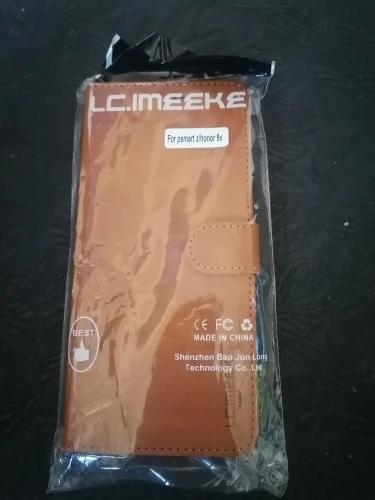 LC.IMEEKE
For psmart z/honor 9x
BEST
CE FC
MADE IN CHINA
Shenzhen Bao Jun Long
Technology Co.,Ltd